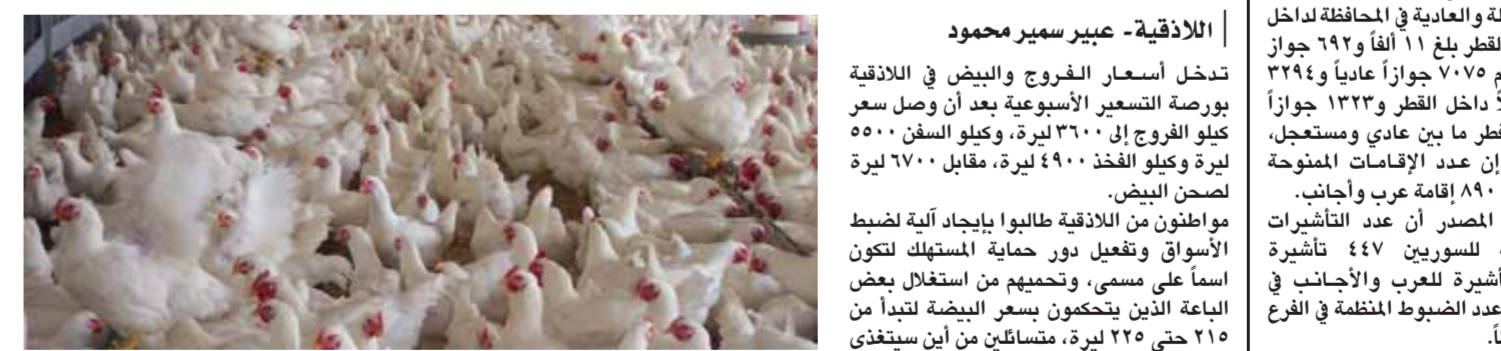 لة والعادية في المحافظة لداخل
القطر بلغ ١١ ألفاً و٦٩٢ جواز
٧٠٧٥ جوازاً عادياً و٣٢٩٤
داخل القطر و١٣٢٣ جوازاً
ما بين عادي ومستعجل،
إن عدد الإقامات الممنوحة
٨٩٠ إقامة عرب وأجانب.
المصدر أن عدد التأشيرات
للسوريين ٤٤٧ تأشيرة
للعرب والأجانب في
عدد الضبوط المنظمة في الفرع
اللاذقية - عبير سمير محمود
تدخل أسعار الفروج والبيض في اللاذقية
بورصة التسعير الأسبوعية بعد أن وصل سعر
كيلو الفروج إلى ٣٦٠٠ ليرة، وكيلو السفن ٥٥٠٠
ليرة وكيلو الفخذ ٤٩٠٠ ليرة، مقابل ٦٧٠٠ ليرة
لصحن البيض.
مواطنون من اللاذقية طالبوا بإيجاد آلية لضبط
الأسواق وتفعيل دور حماية المستهلك لتكون
اسماً على مسمى، وتحميهم من استغلال بعض
الباعة الذين يتحكمون بسعر البيضة لتبدأ من
٢١٥ حتى ٢٢٥ ليرة، متسائلين من أين سيتغذى